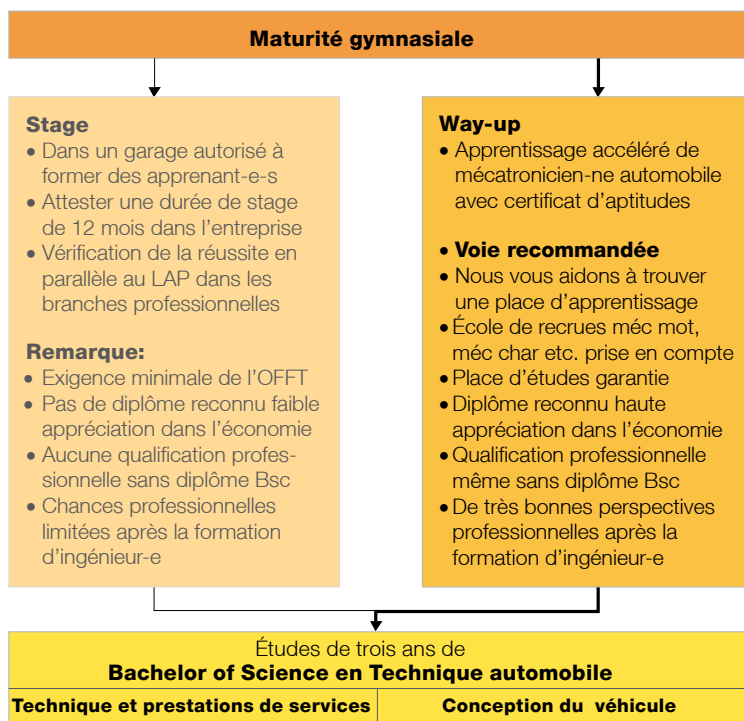 Maturité gymnasiale
Stage
• Dans un garage autorisé à
former des apprenant-e-s
• Attester une durée de stage
de 12 mois dans l'entreprise
• Vérification de la réussite en
parallèle au LAP dans les
branches professionnelles
Remarque:
• Exigence minimale de l'OFFT
• Pas de diplôme reconnu faible
appréciation dans l'économie
• Aucune qualification profes-
sionnelle sans diplôme Bsc
• Chances professionnelles
limitées après la formation
d'ingénieur-e
Way-up
• Apprentissage accéléré de
mécatronicien-ne automobile
avec certificat d'aptitudes
• Voie recommandée
• Nous vous aidons à trouver
une place d'apprentissage
• École de recrues méc mot,
méc char etc. prise en compte
• Place d'études garantie
• Diplôme reconnu haute
appréciation dans l'économie
• Qualification professionnelle
même sans diplôme Bsc
• De très bonnes perspectives
professionnelles après la
formation d'ingénieur-e
Études de trois ans de
Bachelor of Science en Technique automobile
Technique et prestations de services
Conception du véhicule